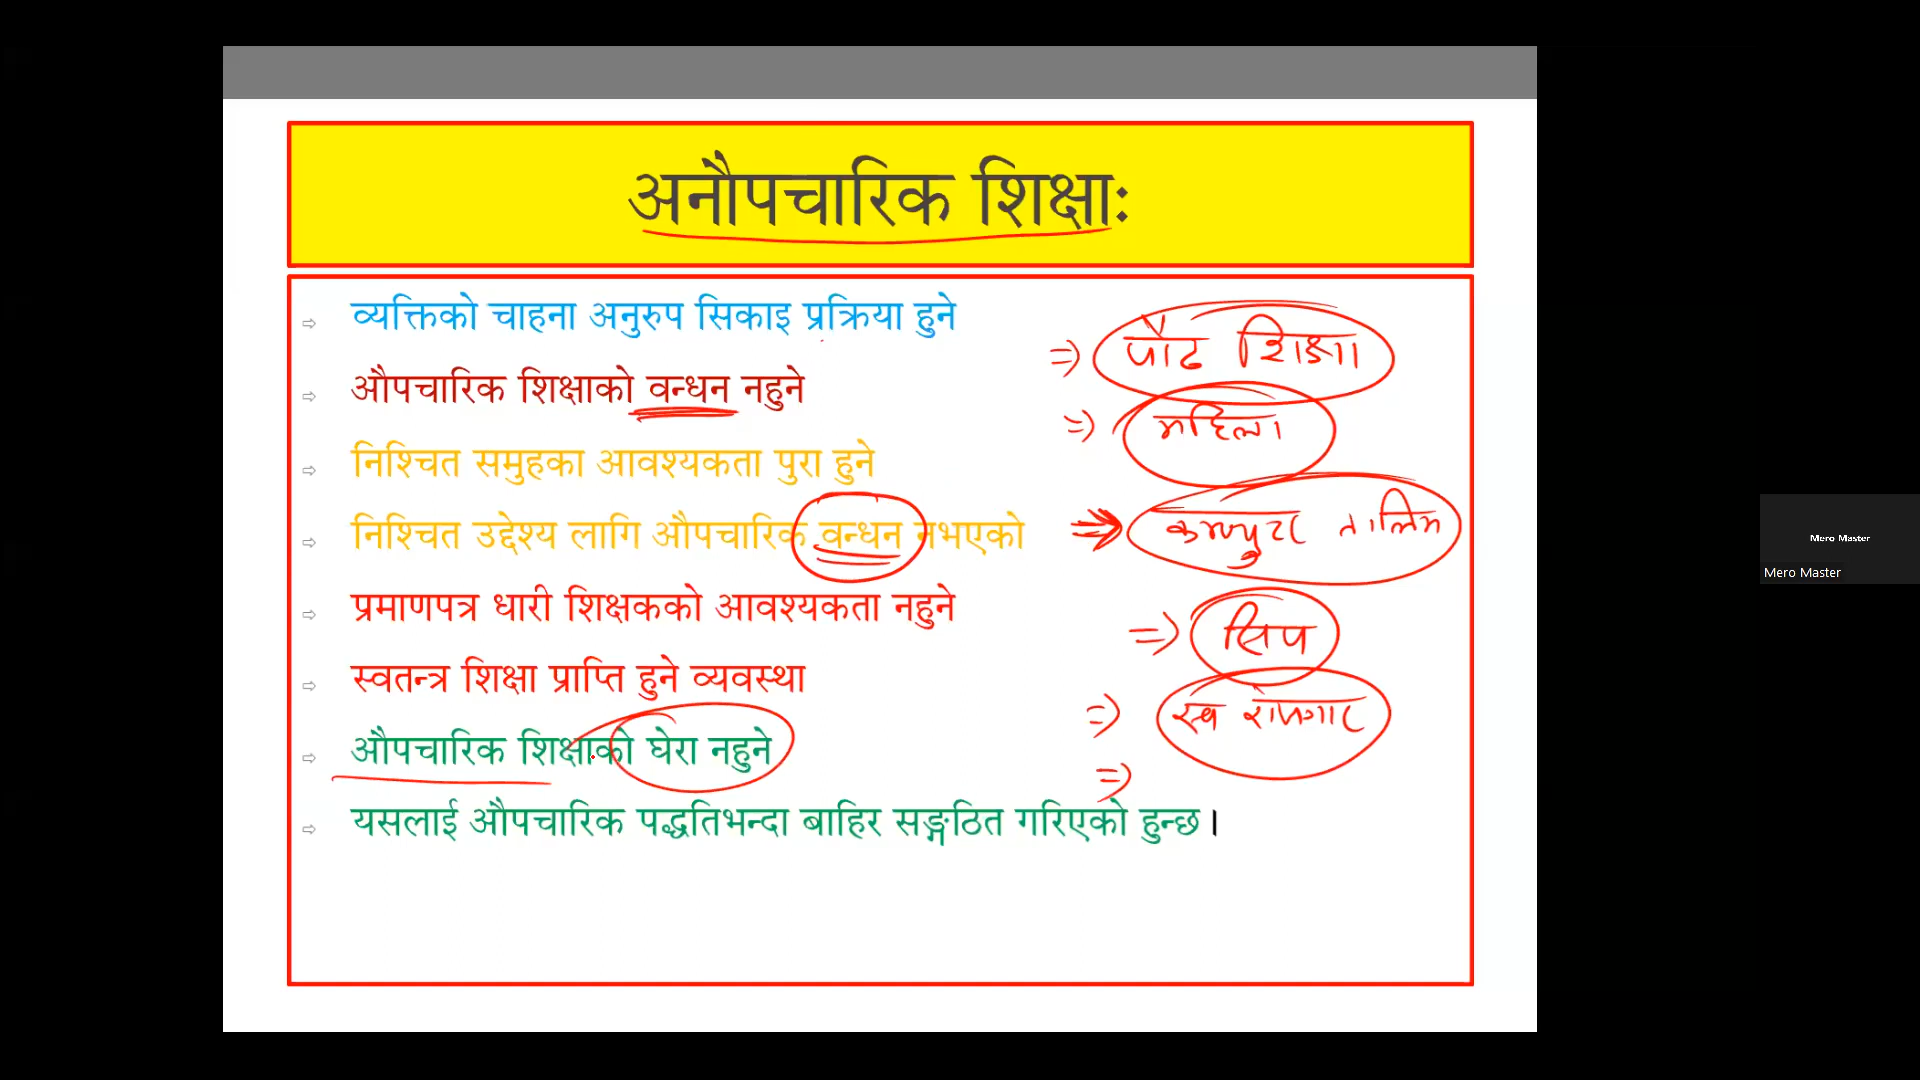 अनौपचारिक शिक्षाः
व्यक्तिको चाहना अनुरुप सिकाइ प्रक्रिया हुने
औपचारिक शिक्षाको वन्धन नहुने
निश्चित समुहका आवश्यकता पुरा हुने
निश्चित उद्देश्य लागि औपचारिक वन्धन नभएको
प्रमाणपत्र धारी शिक्षकको आवश्यकता नहुने
स्वतन्त्र शिक्षा प्राप्ति हुने व्यवस्था
औपचारिक शिक्षाको घेरा नहुने
यसलाई औपचारिक पद्धतिभन्दा बाहिर सङ्गठित गरिएको हुन्छ।
=> प्रौढ शिक्षा
=> महिला
=> कम्प्युटर तालिम
=> सिप
=> स्व रोजगार
=>
Mero Master
Mero Master